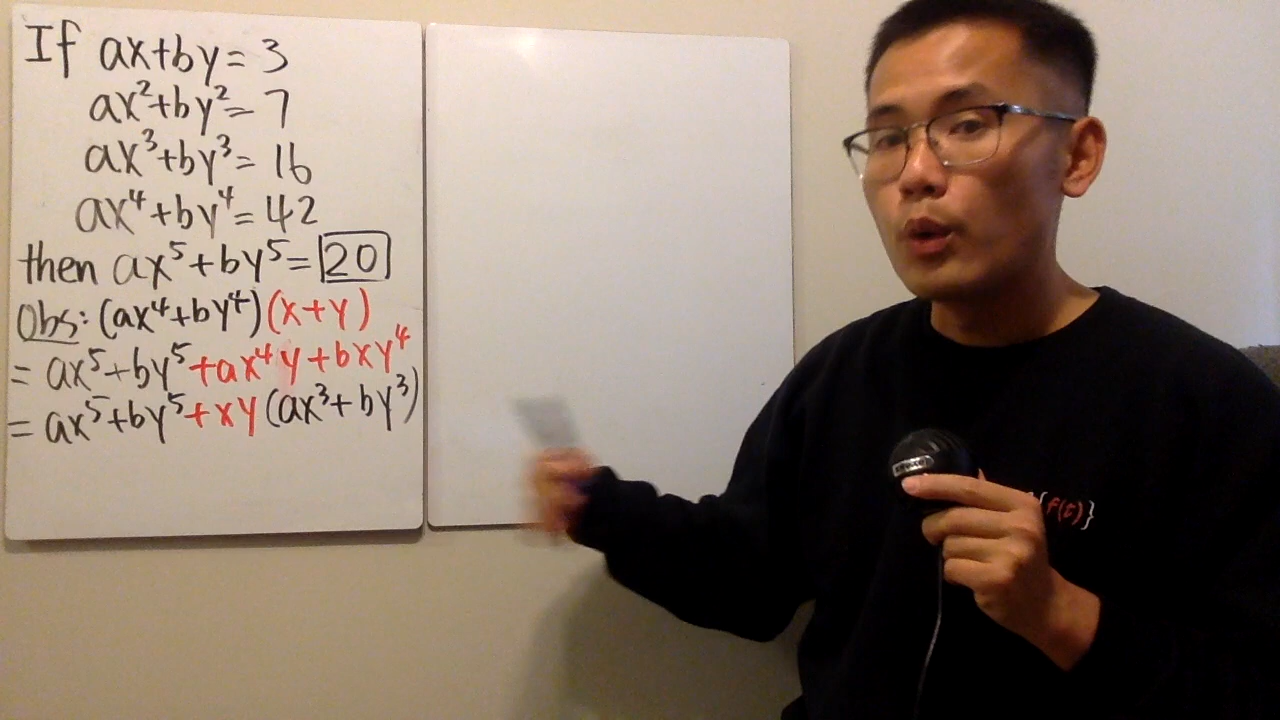 If ax+by=3
ax²+by²=7
ax³+by³=16
ax⁴+by⁴=42
then ax⁵+by⁵=20
Obs: (ax⁴+by⁴)(x+y)
= ax⁵+by⁵+ax⁴y+bxy⁴
= ax⁵+by⁵+xy(ax³+by³)
{f(t)}